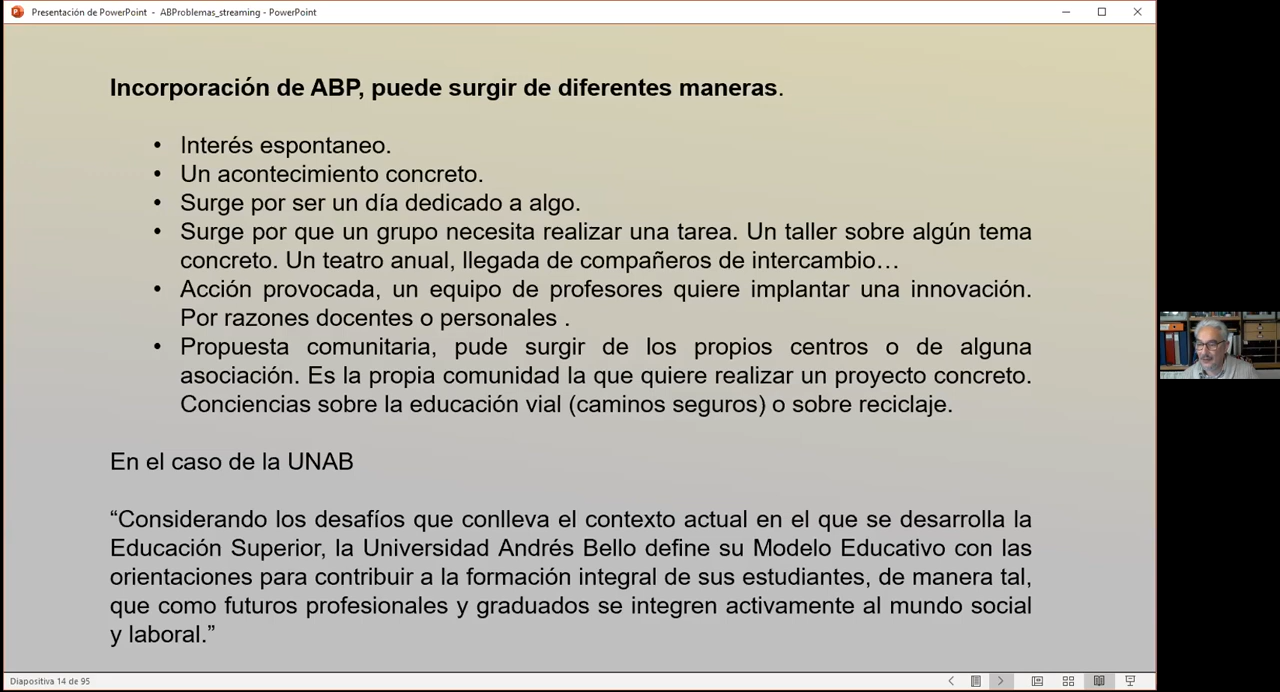 Presentación de PowerPoint - ABProblemas_streaming - PowerPoint
Incorporación de ABP, puede surgir de diferentes maneras.
• Interés espontaneo.
• Un acontecimiento concreto.
• Surge por ser un día dedicado a algo.
• Surge por que un grupo necesita realizar una tarea. Un taller sobre algún tema
concreto. Un teatro anual, llegada de compañeros de intercambio…
• Acción provocada, un equipo de profesores quiere implantar una innovación.
Por razones docentes o personales .
• Propuesta comunitaria, pude surgir de los propios centros o de alguna
asociación. Es la propia comunidad la que quiere realizar un proyecto concreto.
Conciencias sobre la educación vial (caminos seguros) o sobre reciclaje.
En el caso de la UNAB
“Considerando los desafíos que conlleva el contexto actual en el que se desarrolla la
Educación Superior, la Universidad Andrés Bello define su Modelo Educativo con las
orientaciones para contribuir a la formación integral de sus estudiantes, de manera tal,
que como futuros profesionales y graduados se integren activamente al mundo social
y laboral.”
Diapositiva 14 de 95